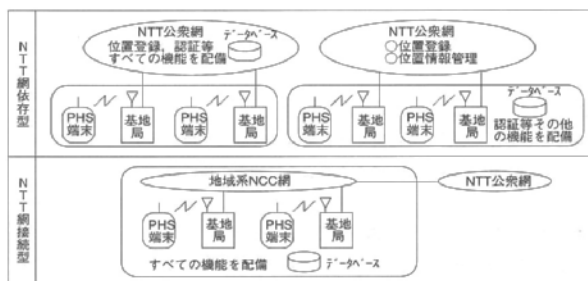 NTT網依存型
NTT公衆網
位置登録，認証等
すべての機能を配備
データベース
PHS端末
基地局
PHS端末
基地局
NTT公衆網
○位置登録
○位置情報管理
PHS端末
基地局
PHS端末
基地局
データベース
認証等その他
の機能を配備
NTT網接続型
地域系NCC網
NTT公衆網
PHS端末
基地局
PHS端末
基地局
すべての機能を配備
データベース